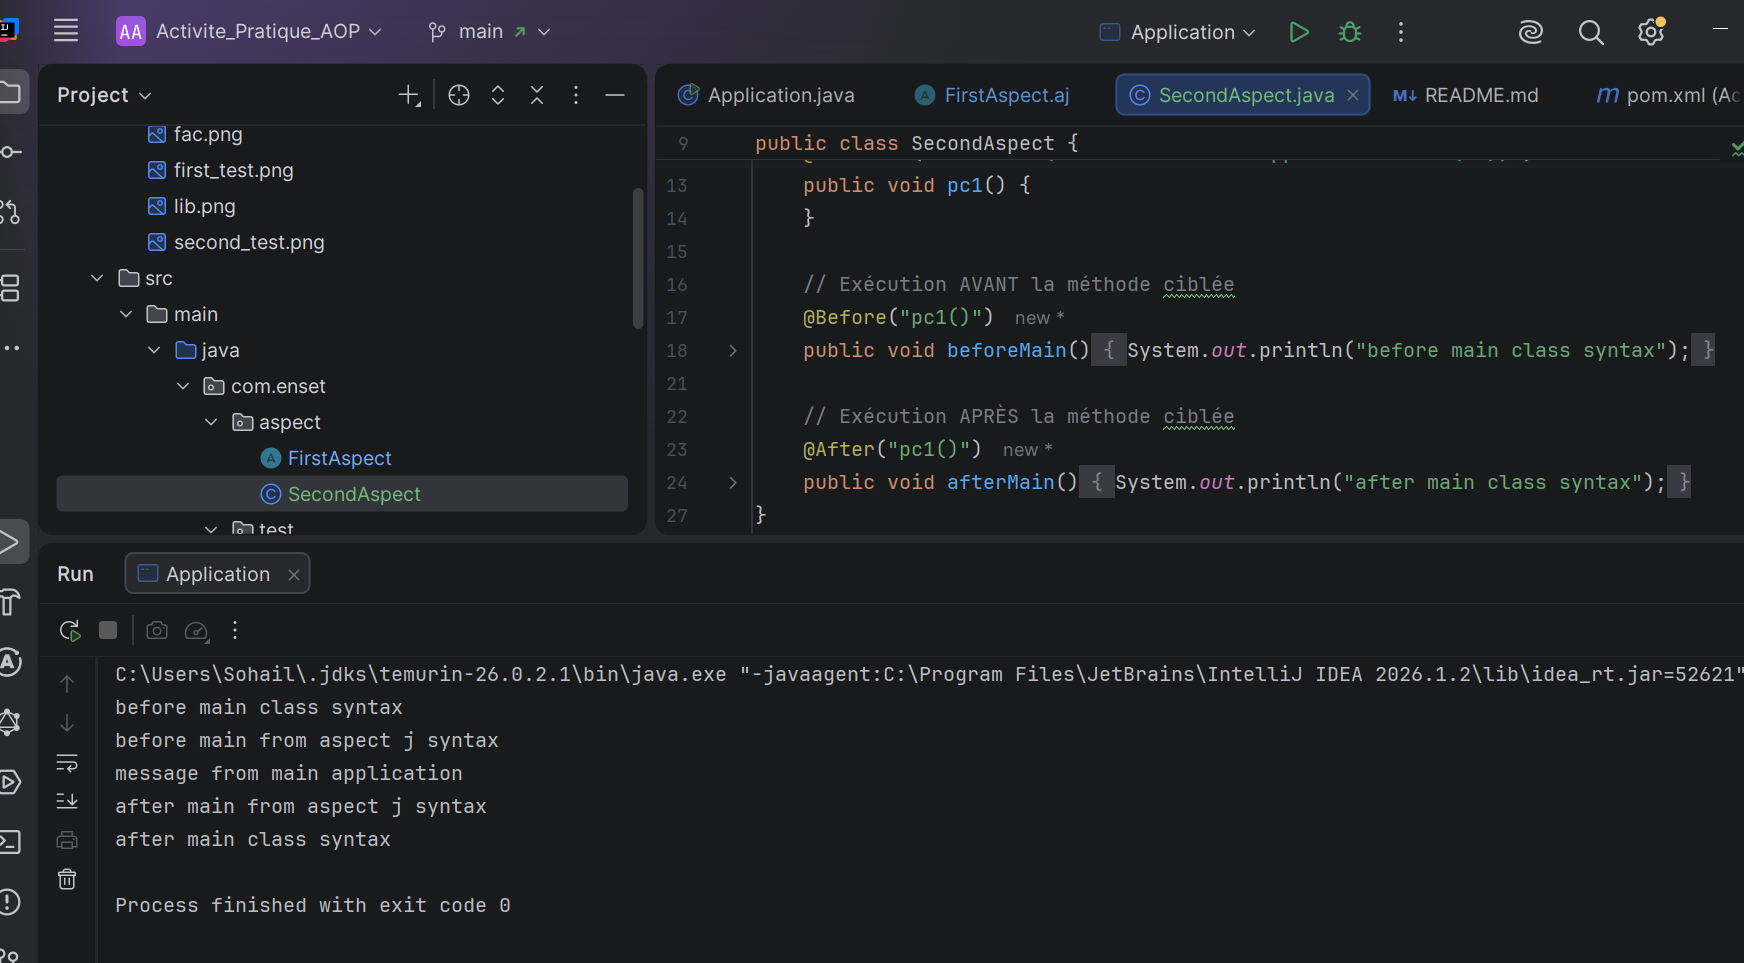 AA Activite_Pratique_AOP main Application
Project
Application.java FirstAspect.aj SecondAspect.java README.md pom.xml (Ac
fac.png
first_test.png
lib.png
second_test.png
src
main
java
com.enset
aspect
FirstAspect
SecondAspect
test
9 public class SecondAspect {
13 public void pc1() {
14 }
15
16 // Exécution AVANT la méthode ciblée
17 @Before("pc1()") new *
18 public void beforeMain() { System.out.println("before main class syntax"); }
21
22 // Exécution APRÈS la méthode ciblée
23 @After("pc1()") new *
24 public void afterMain() { System.out.println("after main class syntax"); }
27 }
Run Application
C:\Users\Sohail\.jdks\temurin-26.0.2.1\bin\java.exe "-javaagent:C:\Program Files\JetBrains\IntelliJ IDEA 2026.1.2\lib\idea_rt.jar=52621"
before main class syntax
before main from aspect j syntax
message from main application
after main from aspect j syntax
after main class syntax
Process finished with exit code 0